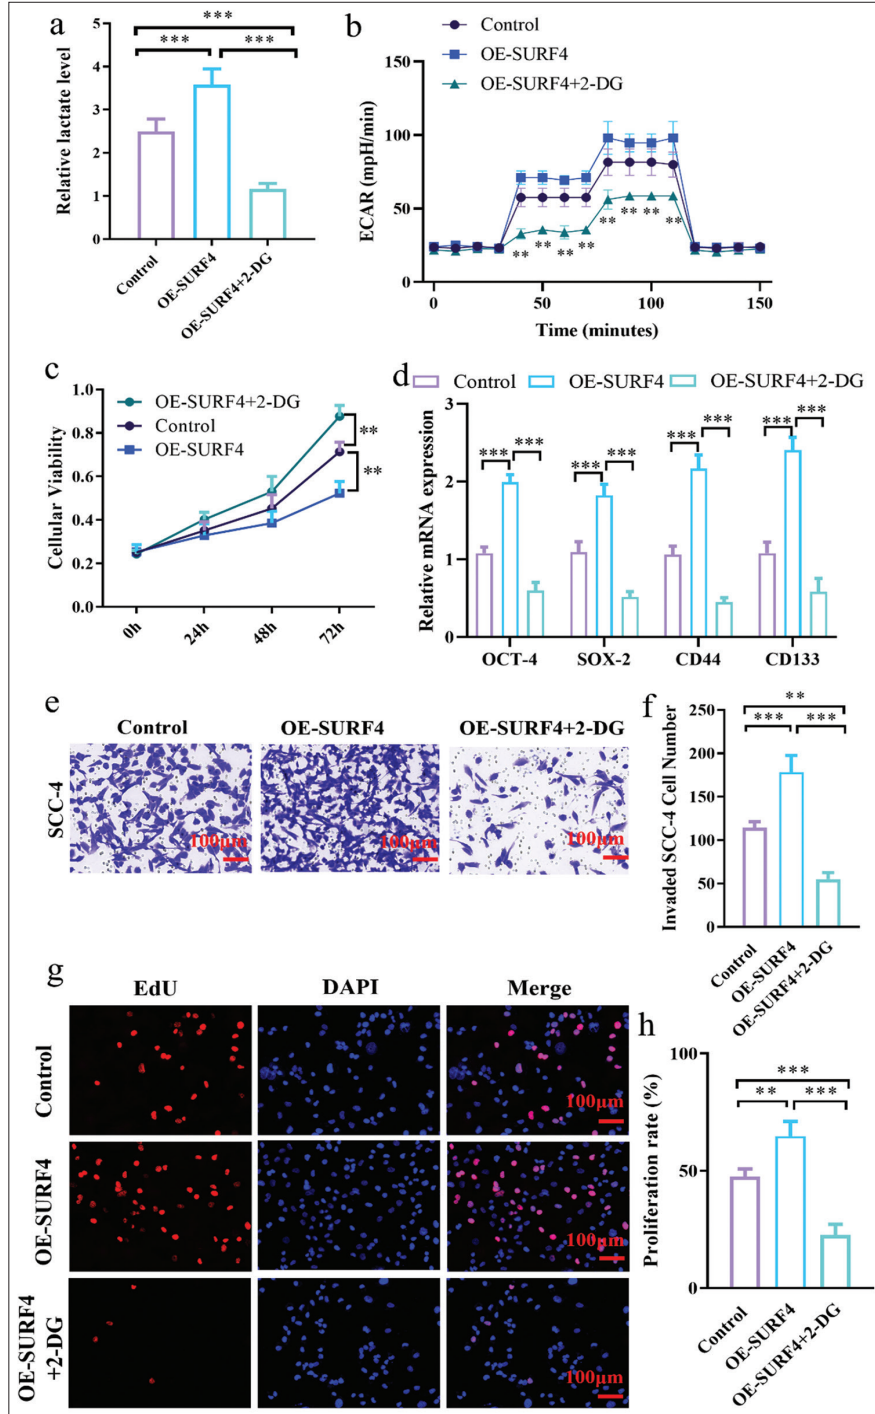 a
***
***
***
Relative lactate level
5
4
3
2
1
0
Control
OE-SURF4
OE-SURF4+2-DG
b
Control
OE-SURF4
OE-SURF4+2-DG
ECAR (mpH/min)
150
100
50
0
** ** ** ** ** ** ** **
0 50 100 150
Time (minutes)
c
OE-SURF4+2-DG
Control
OE-SURF4
Cellular Viability
1.0
0.8
0.6
0.4
0.2
0.0
**
**
0h 24h 48h 72h
d
Control OE-SURF4 OE-SURF4+2-DG
Relative mRNA expression
3
2
1
0
*** *** *** *** *** *** *** ***
OCT-4 SOX-2 CD44 CD133
e
Control OE-SURF4 OE-SURF4+2-DG
SCC-4
100μm 100μm 100μm
f
**
*** ***
Invaded SCC-4 Cell Number
250
200
150
100
50
0
Control
OE-SURF4
OE-SURF4+2-DG
g
EdU DAPI Merge
Control
100μm
OE-SURF4
100μm
OE-SURF4
+2-DG
100μm
h
***
** ***
Proliferation rate (%)
100
50
0
Control
OE-SURF4
OE-SURF4+2-DG